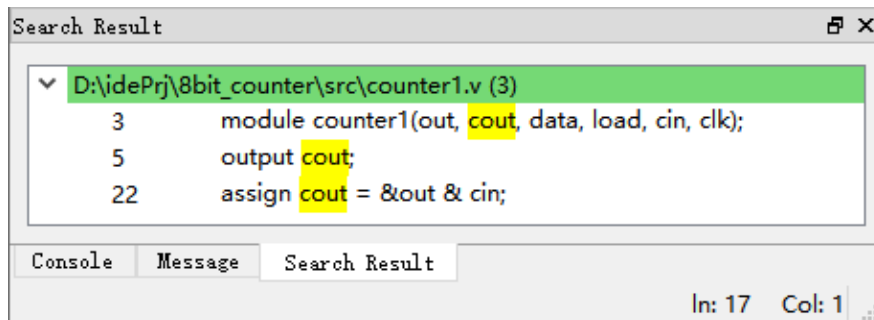 Search Result
D:\idePrj\8bit_counter\src\counter1.v (3)
3 module counter1(out, cout, data, load, cin, clk);
5 output cout;
22 assign cout = &out & cin;
Console Message Search Result
ln: 17 Col: 1